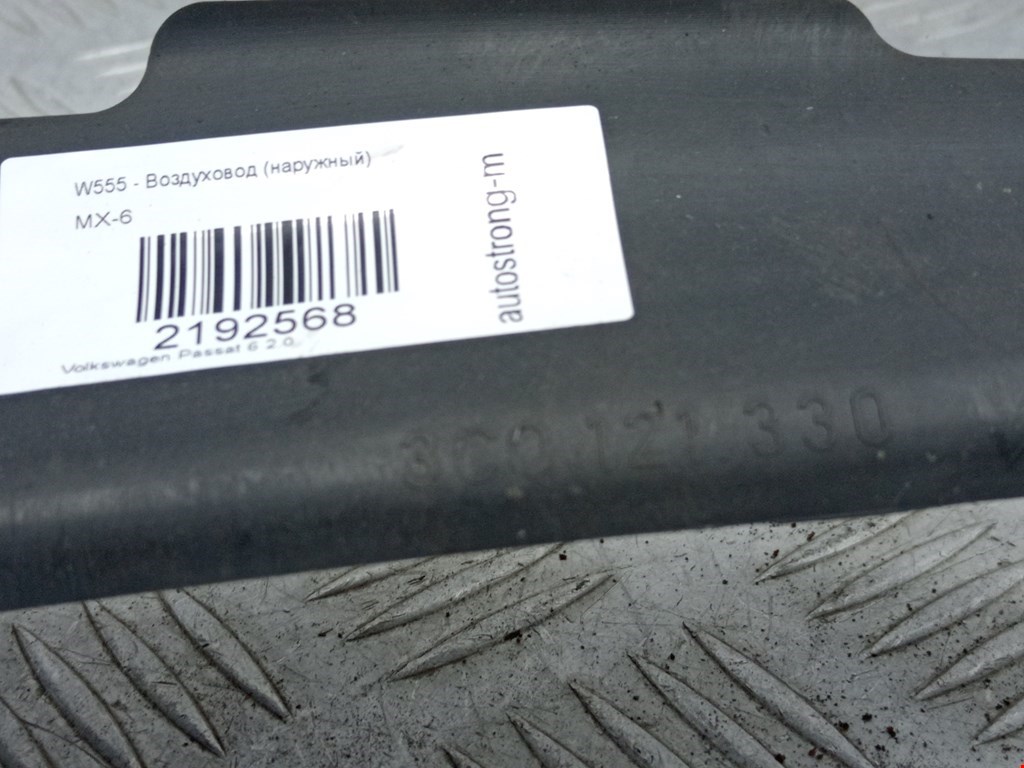 W555 - Воздуховод (наружный)
MX-6
2192568
Volkswagen Passat 6 2.0
autostrong-m
3C0.121.330